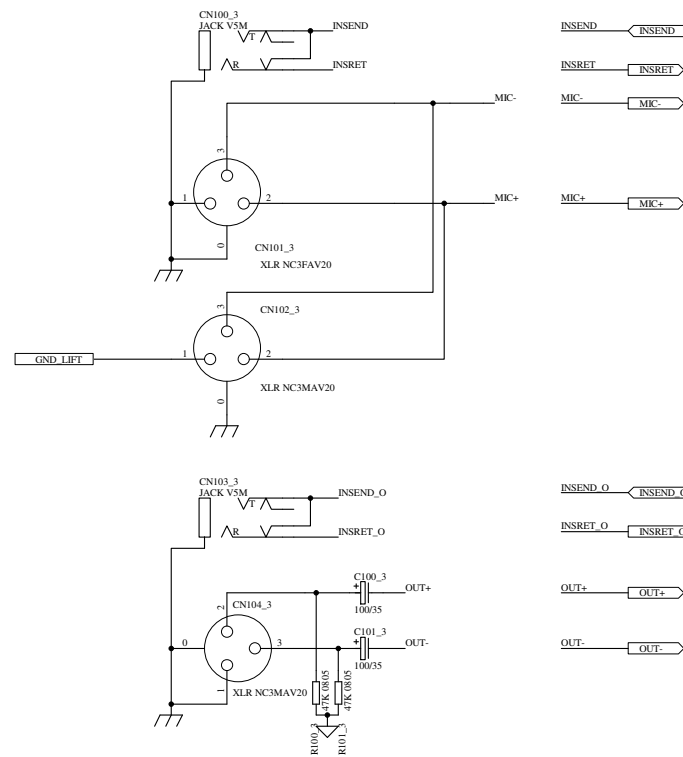 CN100_3
JACK V5M
T
INSEND
R
INSRET
INSEND
INSEND
INSRET
INSRET
MIC-
MIC-
MIC-
3
1
2
MIC+
MIC+
MIC+
0
CN101_3
XLR NC3FAV20
3
CN102_3
GND_LIFT
1
2
0
XLR NC3MAV20
CN103_3
JACK V5M
T
INSEND_O
R
INSRET_O
INSEND_O
INSEND_O
INSRET_O
INSRET_O
C100_3
+
100/35
OUT+
OUT+
OUT+
2
CN104_3
0
3
C101_3
+
100/35
OUT-
OUT-
OUT-
1
XLR NC3MAV20
47K 0805
47K 0805
R100_3
R101_3